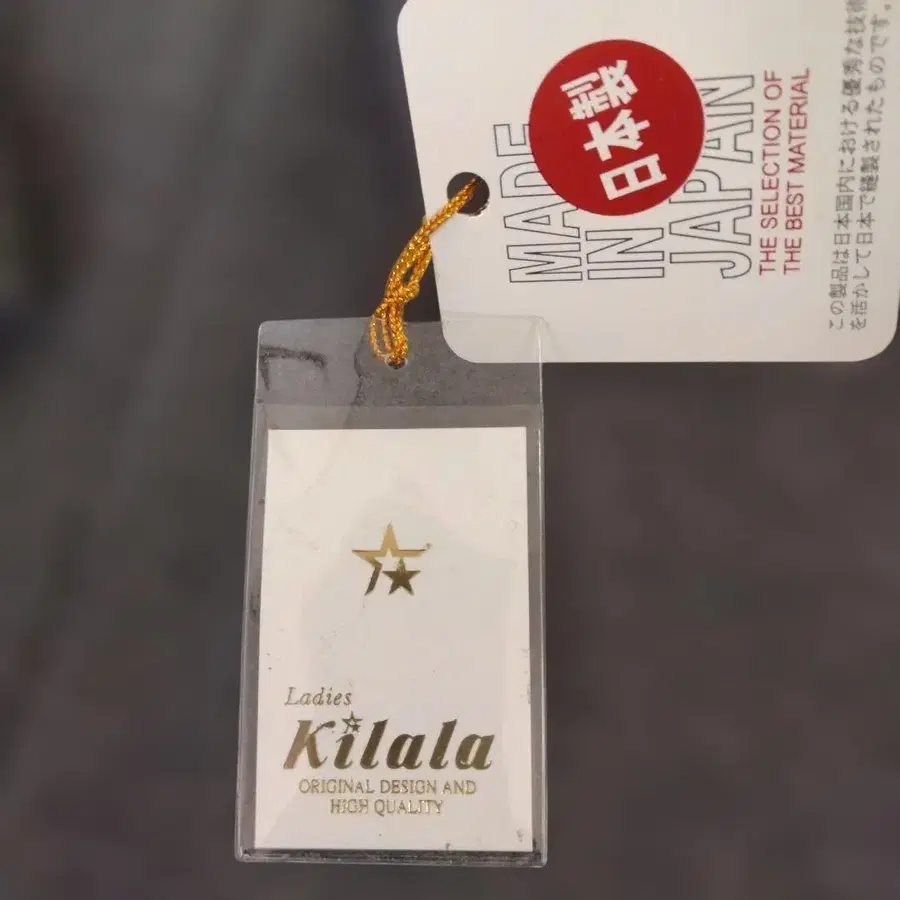 MADE
IN
JAPAN
日本製
THE SELECTION OF
THE BEST MATERIAL
この製品は日本国内における優秀な技術
を活かして日本で縫製されたものです。
Ladies
Kilala
ORIGINAL DESIGN AND
HIGH QUALITY